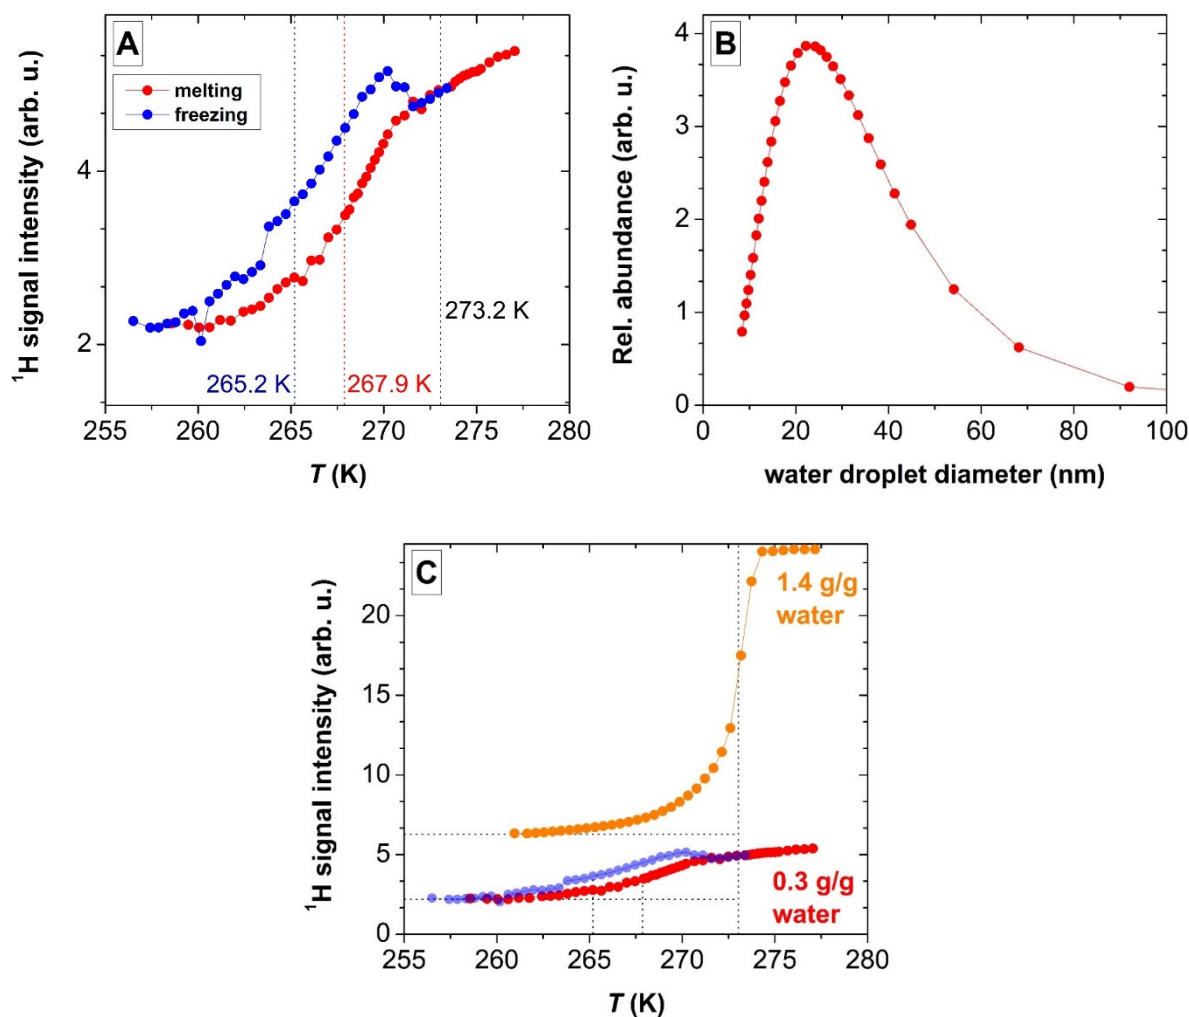 A
melting
freezing
¹H signal intensity (arb. u.)
4
2
265.2 K
267.9 K
273.2 K
255
260
265
270
275
280
T (K)
B
Rel. abundance (arb. u.)
4
3
2
1
0
0
20
40
60
80
100
water droplet diameter (nm)
C
¹H signal intensity (arb. u.)
20
15
10
5
0
1.4 g/g
water
0.3 g/g
water
255
260
265
270
275
280
T (K)